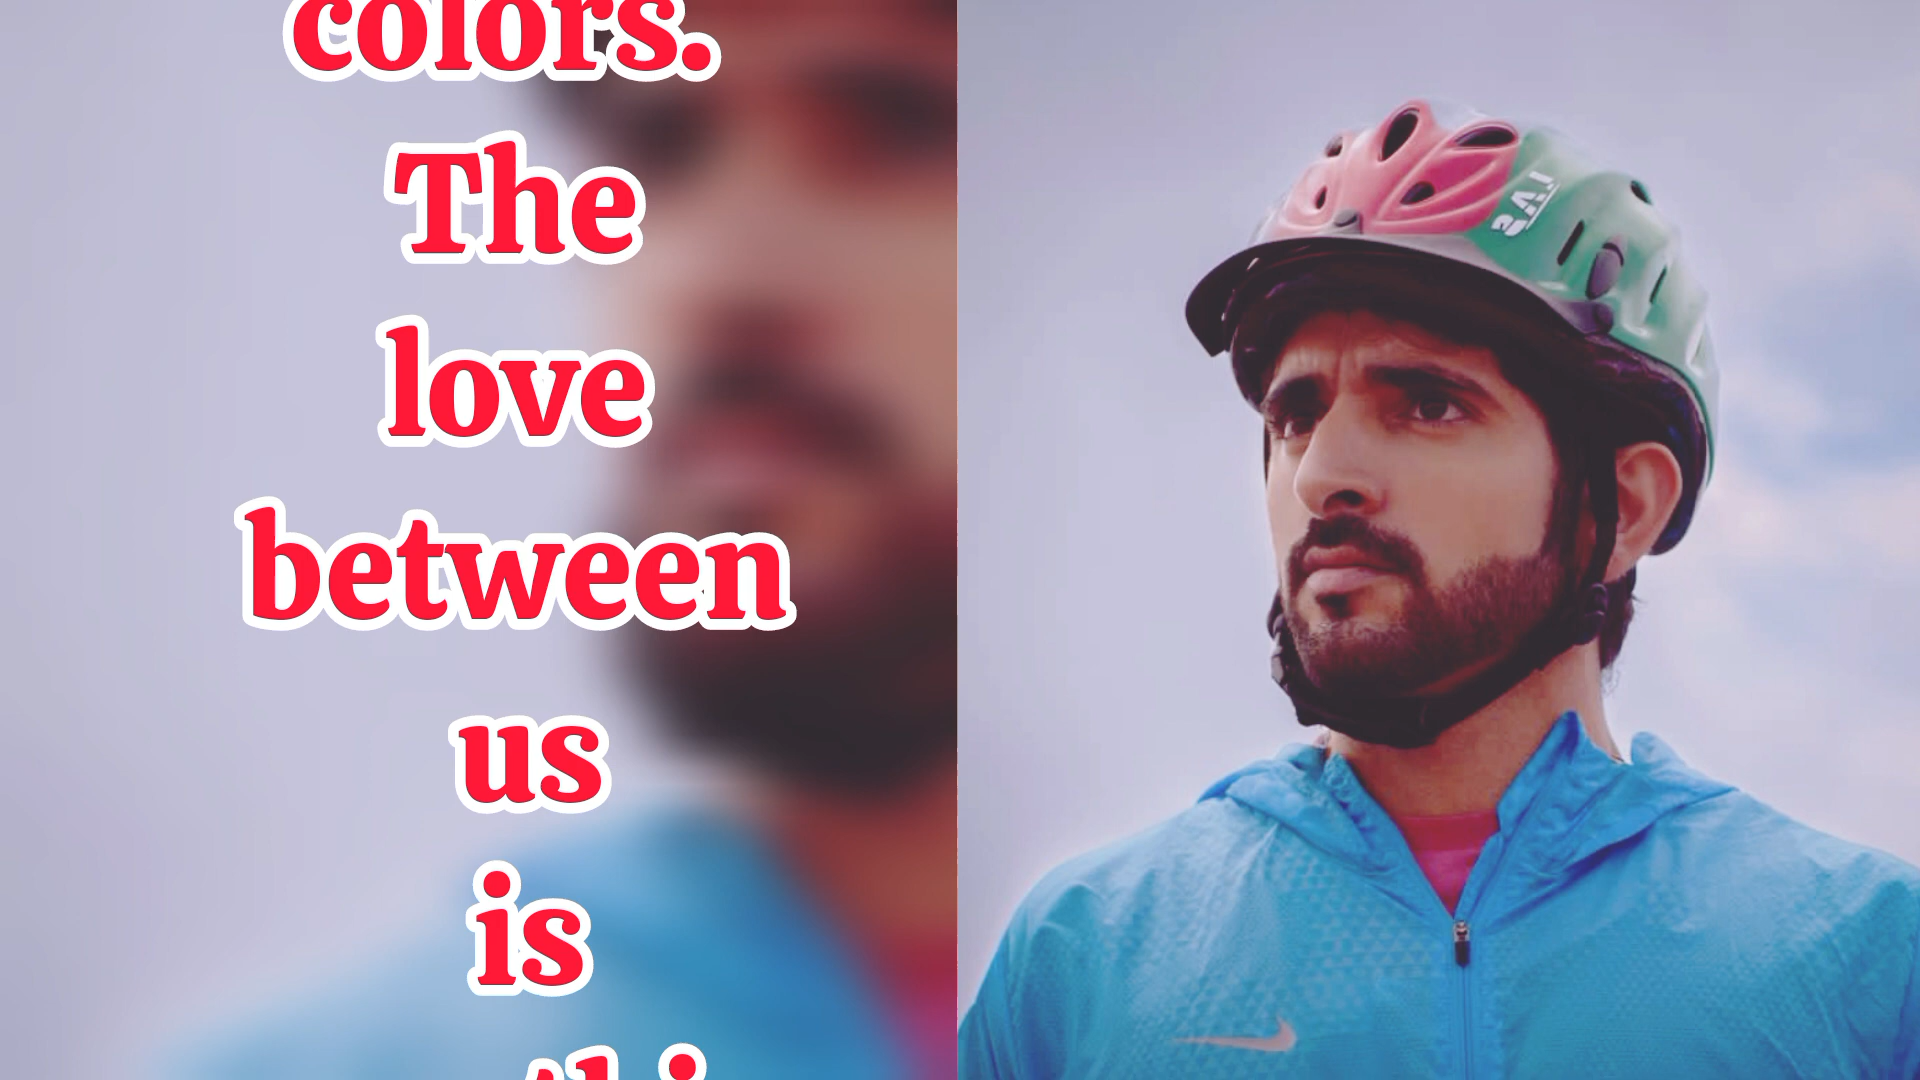 colors.
The
love
between
us
is